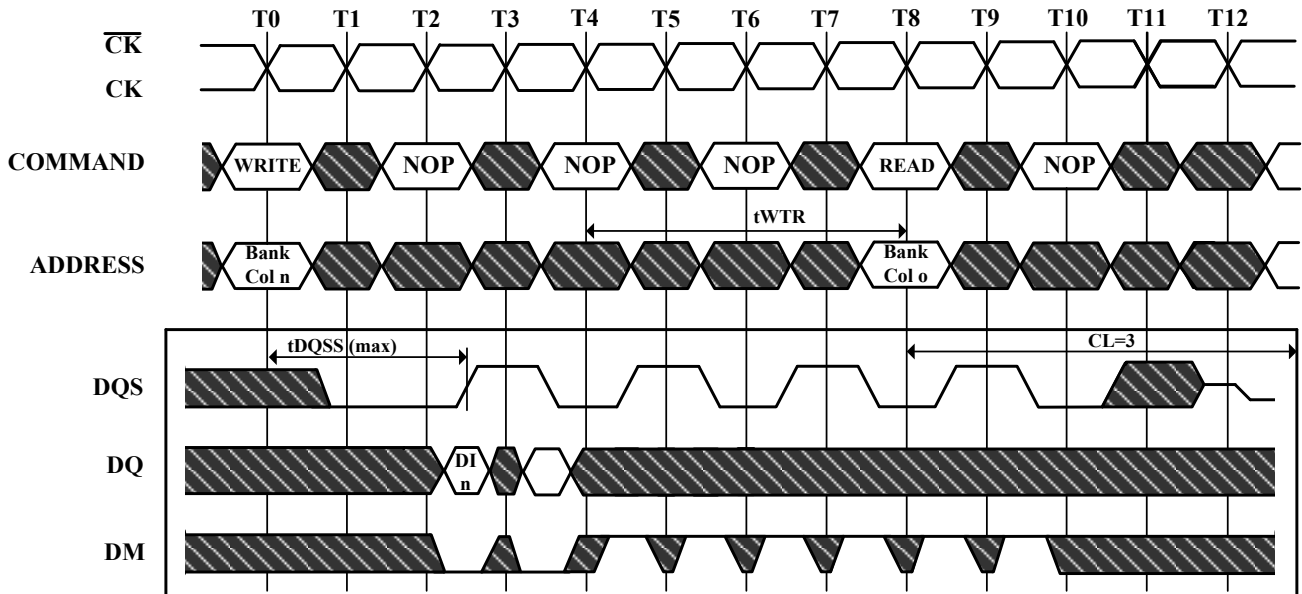 T0 T1 T2 T3 T4 T5 T6 T7 T8 T9 T10 T11 T12
CK
CK
COMMAND WRITE NOP NOP NOP READ NOP
tWTR
ADDRESS Bank Col n Bank Col o
tDQSS (max) CL=3
DQS
DQ DI n
DM